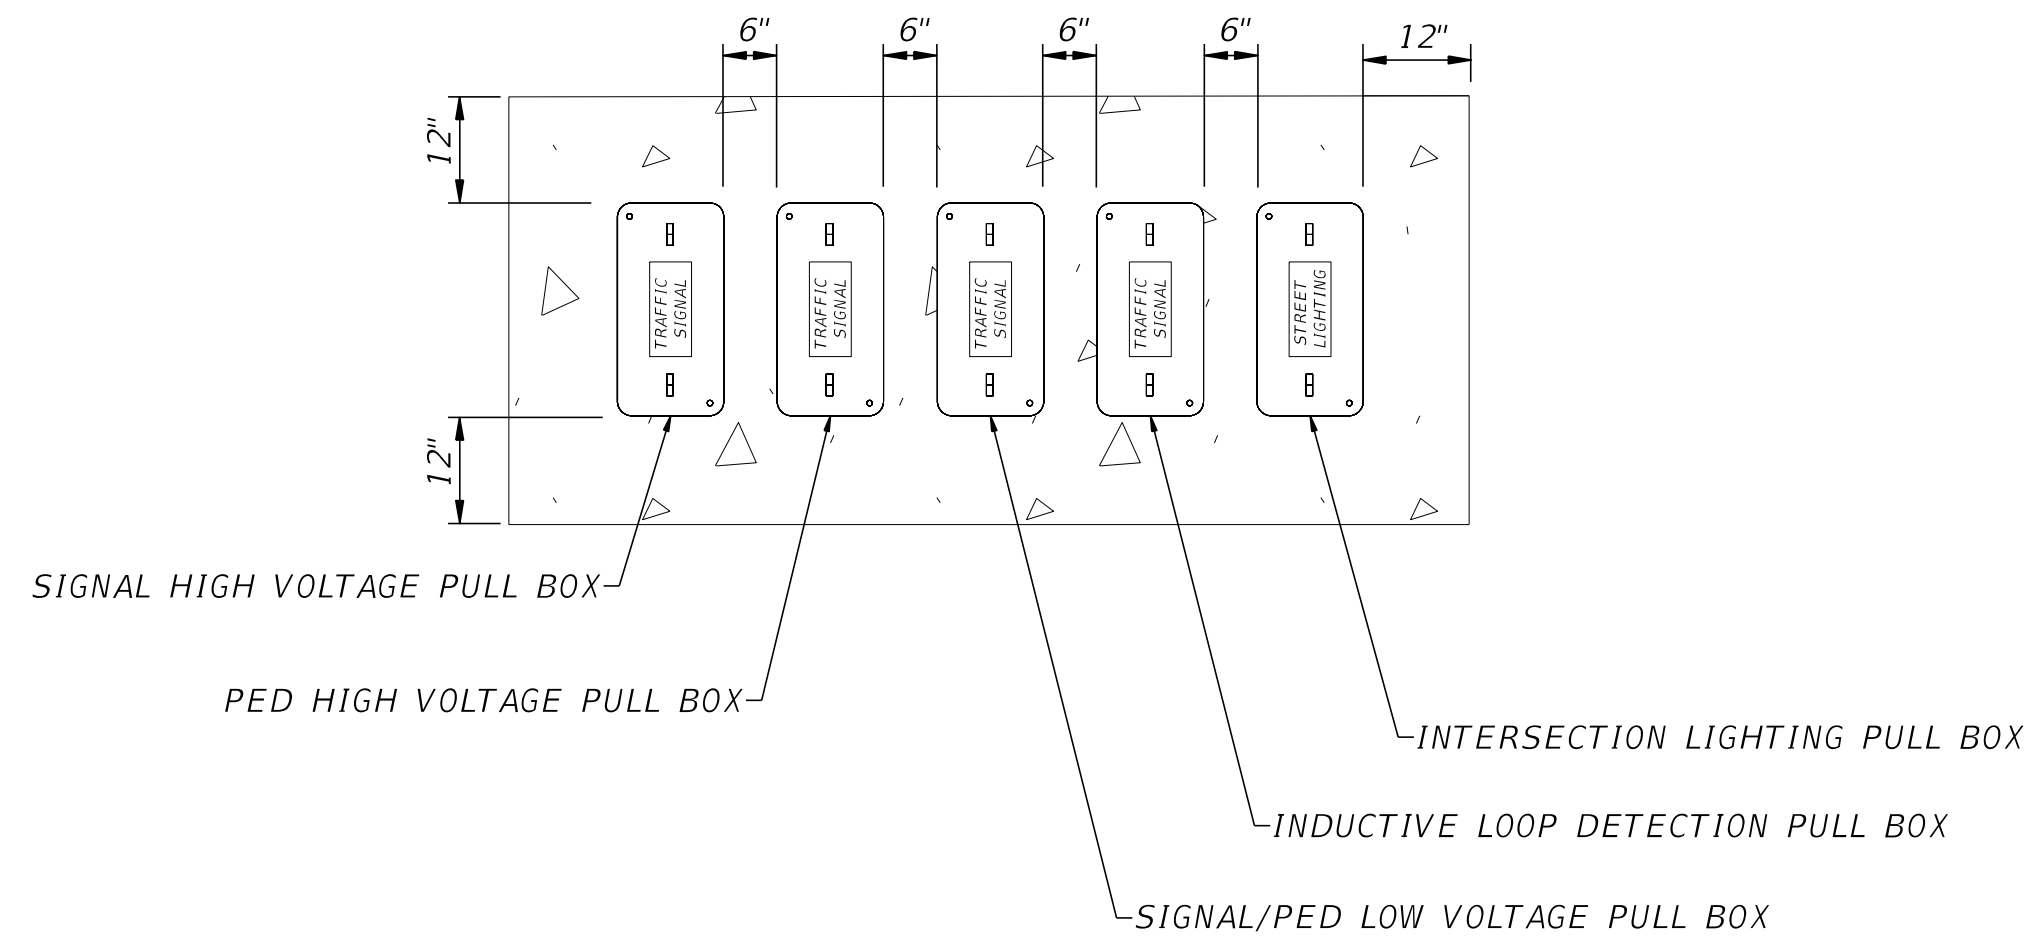 6"
6"
6"
6"
12"
12"
12"
TRAFFIC
SIGNAL
TRAFFIC
SIGNAL
TRAFFIC
SIGNAL
TRAFFIC
SIGNAL
STREET
LIGHTING
SIGNAL HIGH VOLTAGE PULL BOX
PED HIGH VOLTAGE PULL BOX
INTERSECTION LIGHTING PULL BOX
INDUCTIVE LOOP DETECTION PULL BOX
SIGNAL/PED LOW VOLTAGE PULL BOX